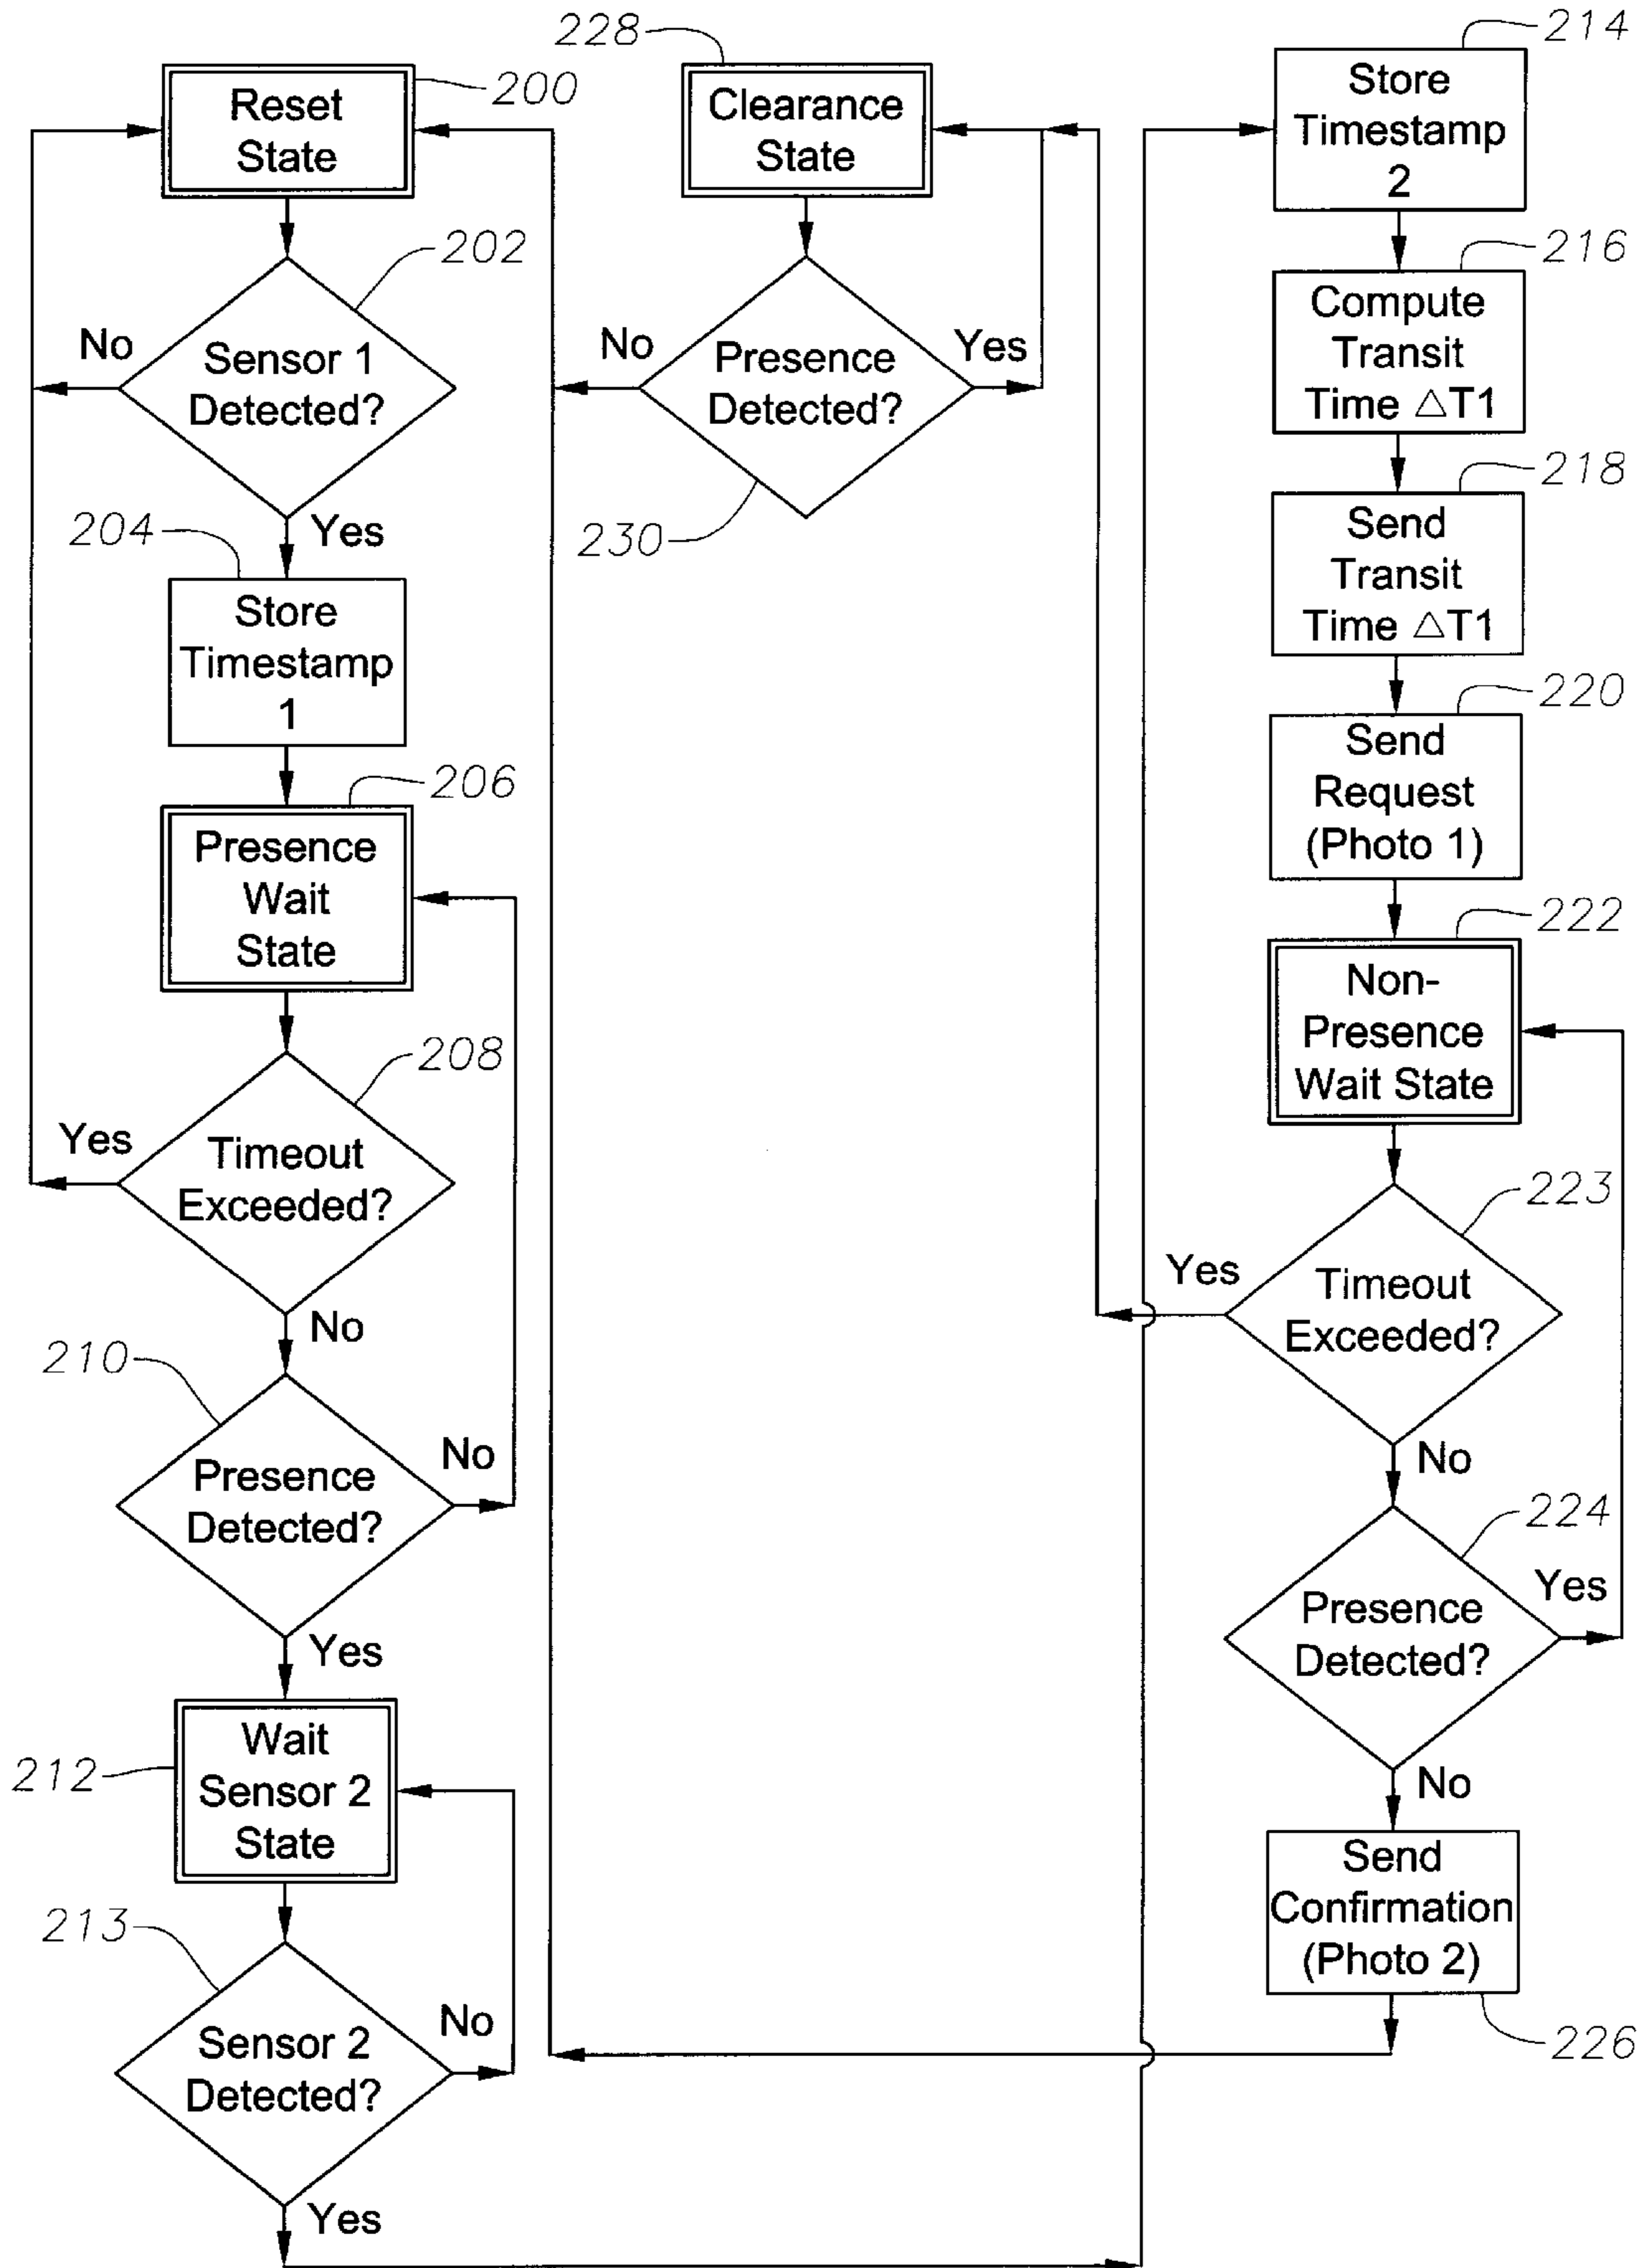 200
Reset
State
202
No
Sensor 1
Detected?
Yes
204
Store
Timestamp
1
206
Presence
Wait
State
208
Yes
Timeout
Exceeded?
No
210
Presence
Detected?
No
Yes
212
Wait
Sensor 2
State
213
Sensor 2
Detected?
No
Yes
228
Clearance
State
No
Presence
Detected?
Yes
230
214
Store
Timestamp
2
216
Compute
Transit
Time △T1
218
Send
Transit
Time △T1
220
Send
Request
(Photo 1)
222
Non-
Presence
Wait State
223
Yes
Timeout
Exceeded?
No
224
Presence
Detected?
Yes
No
Send
Confirmation
(Photo 2)
226